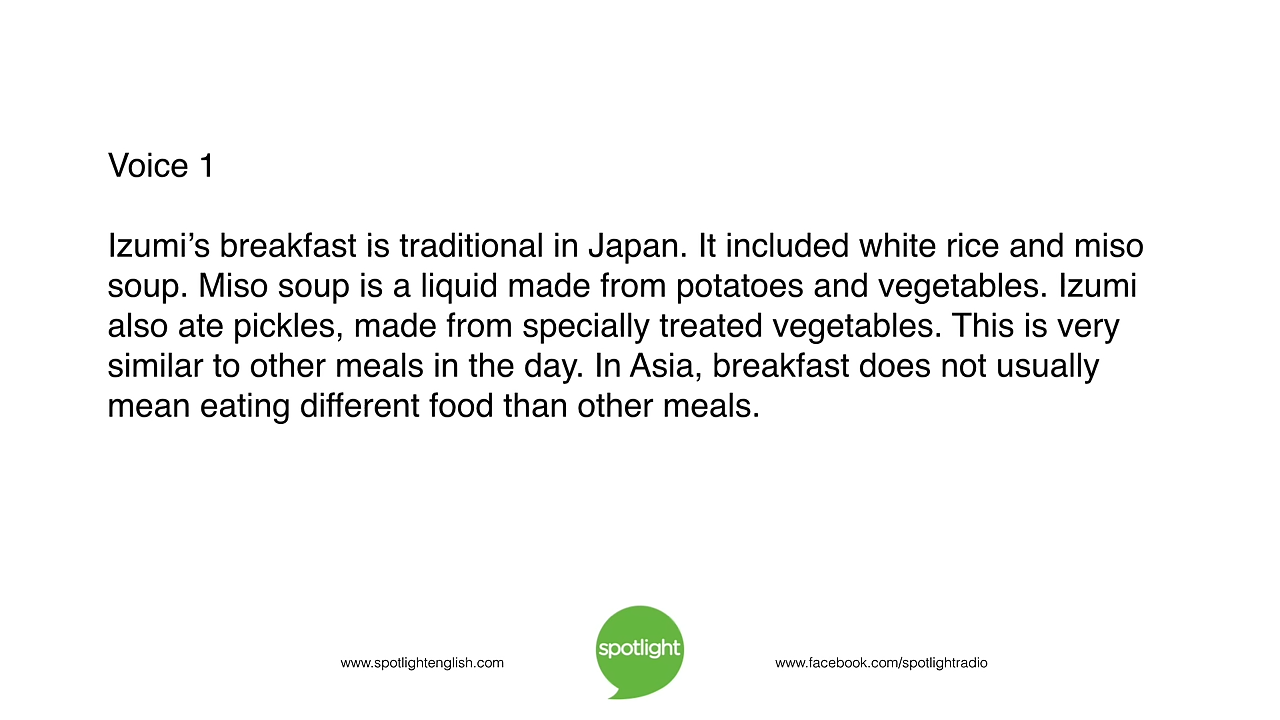 Voice 1
Izumi’s breakfast is traditional in Japan. It included white rice and miso
soup. Miso soup is a liquid made from potatoes and vegetables. Izumi
also ate pickles, made from specially treated vegetables. This is very
similar to other meals in the day. In Asia, breakfast does not usually
mean eating different food than other meals.
spotlight
www.spotlightenglish.com
www.facebook.com/spotlightradio